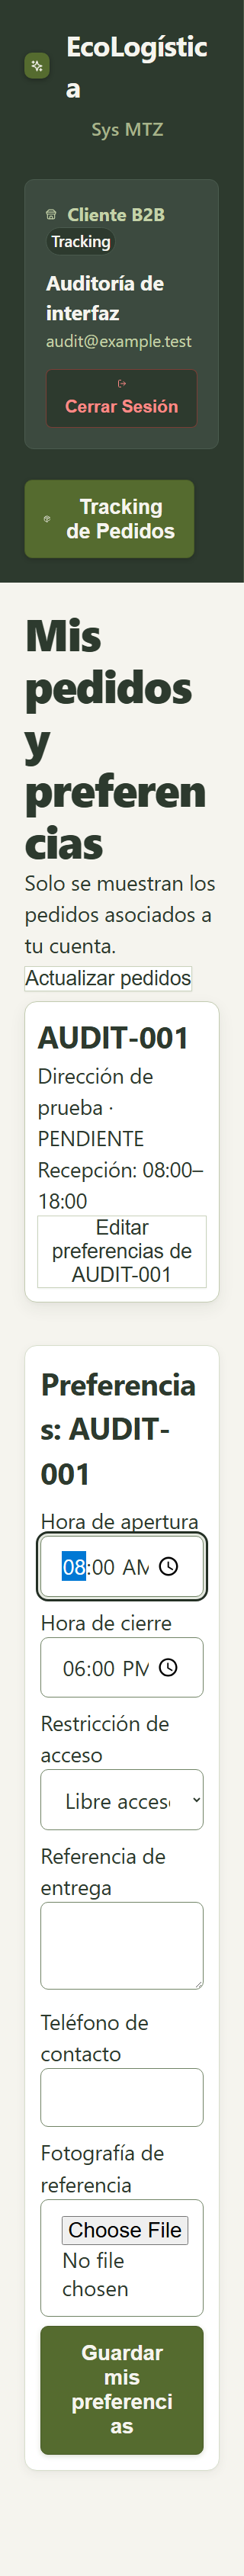 EcoLogístic
a
Sys MTZ
Cliente B2B
Tracking
Auditoría de
interfaz
audit@example.test
Cerrar Sesión
Tracking
de Pedidos
Mis
pedidos
y
preferen
cias
Solo se muestran los
pedidos asociados a
tu cuenta.
Actualizar pedidos
AUDIT-001
Dirección de
prueba ·
PENDIENTE
Recepción: 08:00–
18:00
Editar
preferencias de
AUDIT-001
Preferencia
s: AUDIT-
001
Hora de apertura
08:00 AM
Hora de cierre
06:00 PM
Restricción de
acceso
Libre acces
Referencia de
entrega
Teléfono de
contacto
Fotografía de
referencia
Choose File
No file
chosen
Guardar
mis
preferenci
as